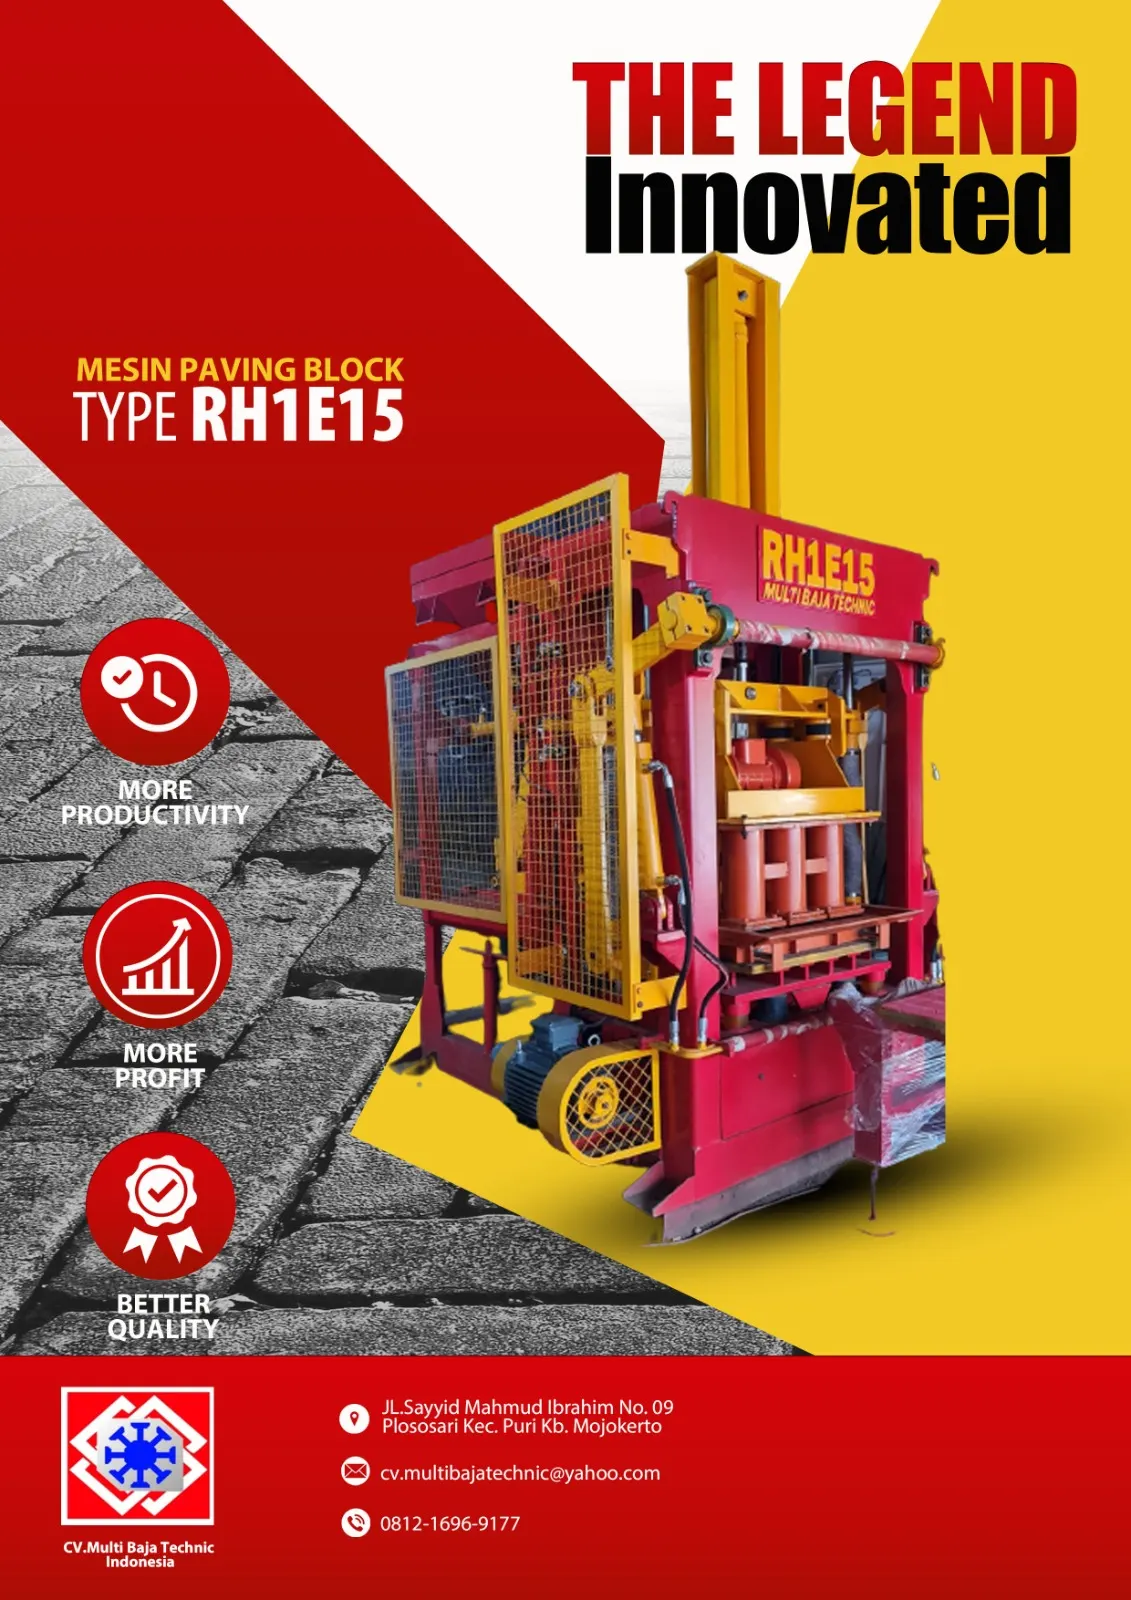 THE LEGEND
Innovated
MESIN PAVING BLOCK
TYPE RH1E15
RH1E15
MULTI BAJA TECHNIC
MORE
PRODUCTIVITY
MORE
PROFIT
BETTER
QUALITY
CV.Multi Baja Technic
Indonesia
JL.Sayyid Mahmud Ibrahim No. 09
Plososari Kec. Puri Kb. Mojokerto
cv.multibajatechnic@yahoo.com
0812-1696-9177